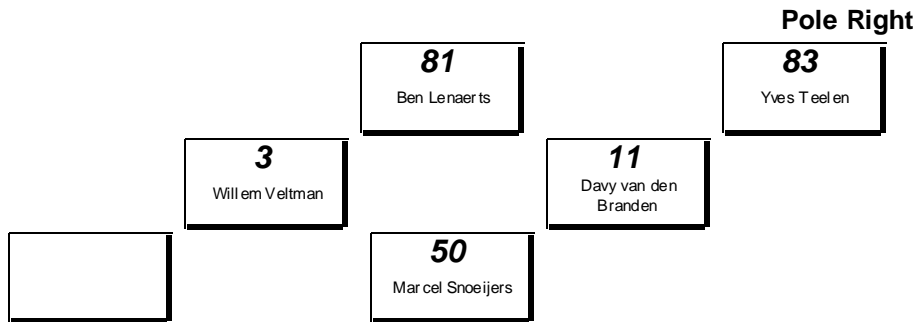 Pole Right
81
Ben Lenaerts
83
Yves Teelen
3
Willem Veltman
11
Davy van den
Branden
50
Marcel Snoeijers